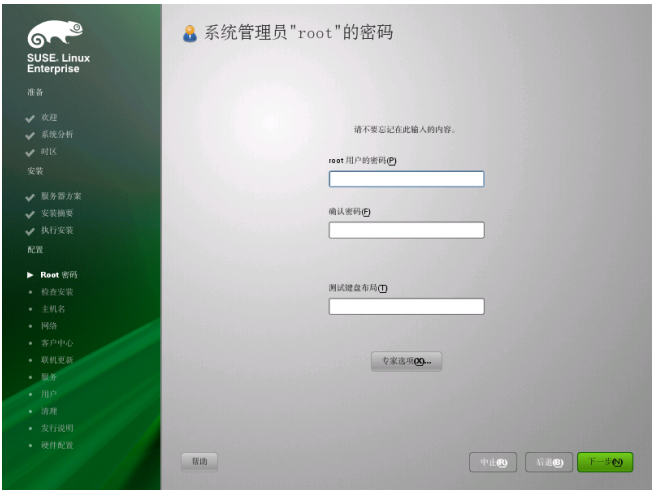 SUSE. Linux
Enterprise
准备
欢迎
系统分析
时区
安装
服务器方案
安装摘要
执行安装
配置
Root 密码
检查安装
主机名
网络
客户中心
联机更新
服务
用户
清理
发行说明
硬件配置
系统管理员"root"的密码
请不要忘记在此输入的内容。
root 用户的密码(P)
确认密码(F)
测试键盘布局(T)
专家选项(X)...
帮助
中止(R)
后退(B)
下一步(N)